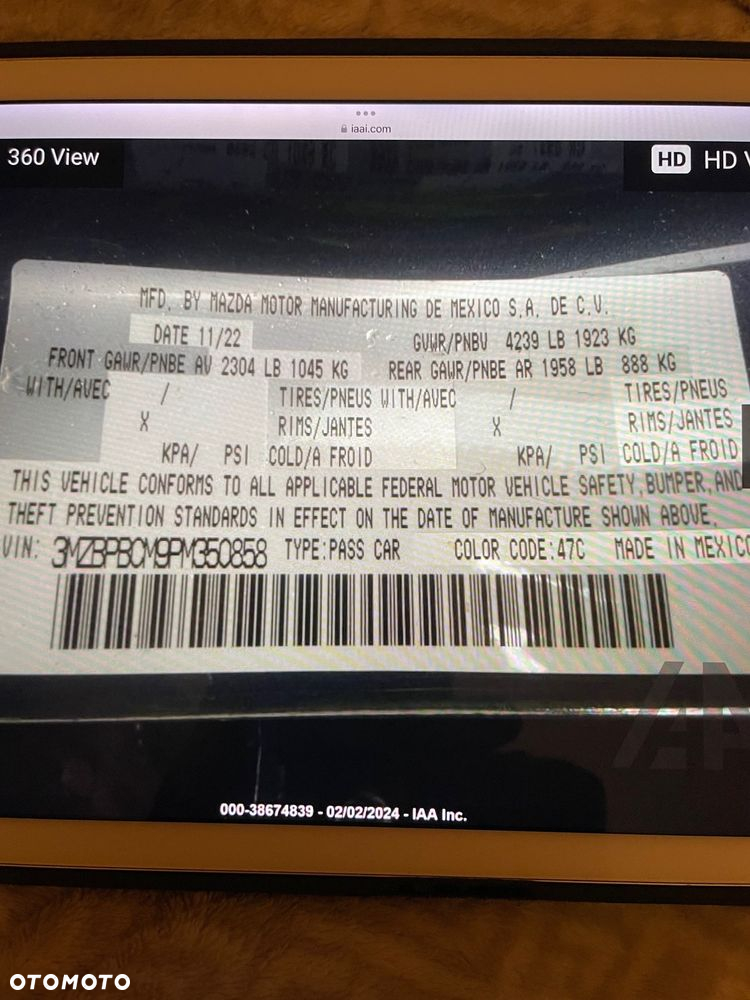 iaai.com
360 View
HD HD V
MFD. BY MAZDA MOTOR MANUFACTURING DE MEXICO S.A. DE C.V.
DATE 11/22 GVWR/PNBV 4239 LB 1923 KG
FRONT GAWR/PNBE AV 2304 LB 1045 KG REAR GAWR/PNBE AR 1958 LB 888 KG
WITH/AVEC / TIRES/PNEUS WITH/AVEC / TIRES/PNEUS
X RIMS/JANTES X RIMS/JANTES
KPA/ PSI COLD/A FROID KPA/ PSI COLD/A FROID
THIS VEHICLE CONFORMS TO ALL APPLICABLE FEDERAL MOTOR VEHICLE SAFETY,BUMPER,AND
THEFT PREVENTION STANDARDS IN EFFECT ON THE DATE OF MANUFACTURE SHOWN ABOVE.
VIN: 3MZBPBCM9PM350858 TYPE:PASS CAR COLOR CODE:47C MADE IN MEXICO
000-38674839 - 02/02/2024 - IAA Inc.
OTOMOTO